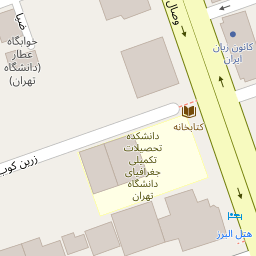 ضیا
خوابگاه
عطار
(دانشگاه
تهران)
وصال
کانون زبان
ایران
کتابخانه
دانشکده
تحصیلات
تکمیلی
جغرافیای
دانشگاه
تهران
زرین کوب
هتل البرز